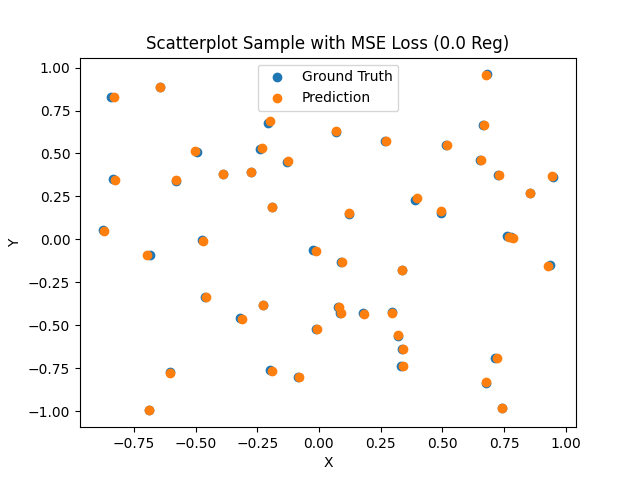 Scatterplot Sample with MSE Loss (0.0 Reg)
Ground Truth
Prediction
Y
1.00
0.75
0.50
0.25
0.00
−0.25
−0.50
−0.75
−1.00
−0.75 −0.50 −0.25 0.00 0.25 0.50 0.75 1.00
X